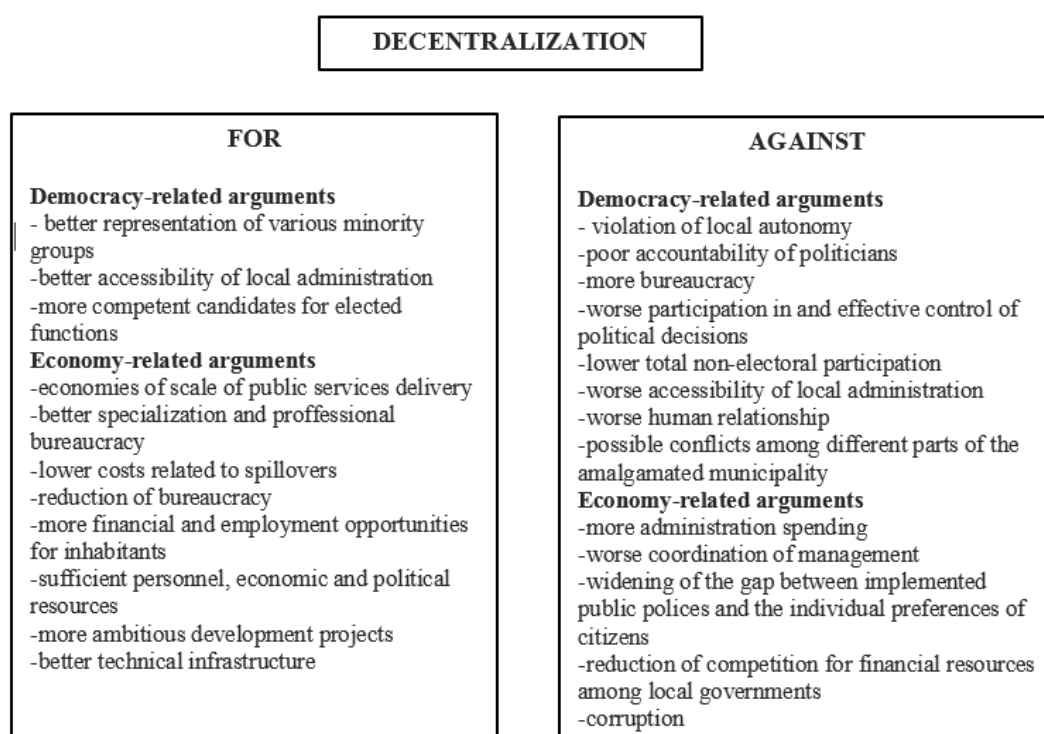 DECENTRALIZATION
FOR
Democracy-related arguments
- better representation of various minority
groups
-better accessibility of local administration
-more competent candidates for elected
functions
Economy-related arguments
-economies of scale of public services delivery
-better specialization and proffessional
bureaucracy
-lower costs related to spillovers
-reduction of bureaucracy
-more financial and employment opportunities
for inhabitants
-sufficient personnel, economic and political
resources
-more ambitious development projects
-better technical infrastructure
AGAINST
Democracy-related arguments
- violation of local autonomy
-poor accountability of politicians
-more bureaucracy
-worse participation in and effective control of
political decisions
-lower total non-electoral participation
-worse accessibility of local administration
-worse human relationship
-possible conflicts among different parts of the
amalgamated municipality
Economy-related arguments
-more administration spending
-worse coordination of management
-widening of the gap between implemented
public polices and the individual preferences of
citizens
-reduction of competition for financial resources
among local governments
-corruption